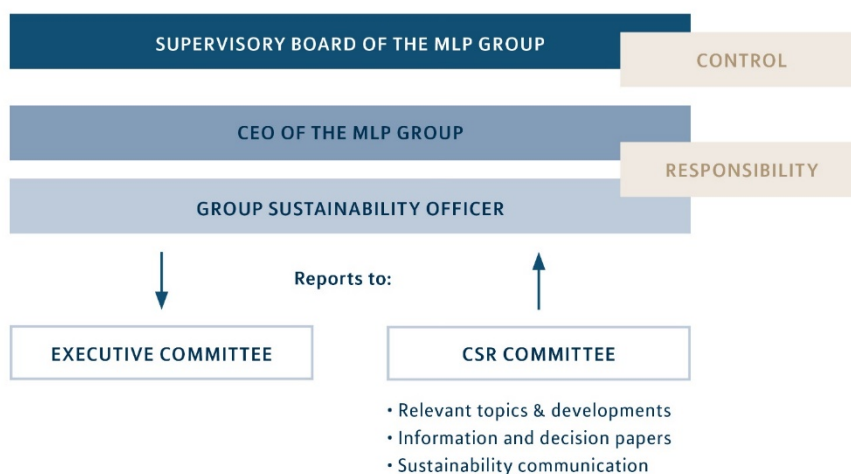 SUPERVISORY BOARD OF THE MLP GROUP
CONTROL
CEO OF THE MLP GROUP
RESPONSIBILITY
GROUP SUSTAINABILITY OFFICER
Reports to:
EXECUTIVE COMMITTEE
CSR COMMITTEE
• Relevant topics & developments
• Information and decision papers
• Sustainability communication